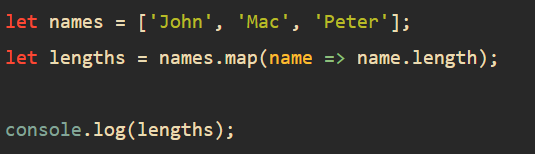 let names = ['John', 'Mac', 'Peter'];
let lengths = names.map(name => name.length);
console.log(lengths);